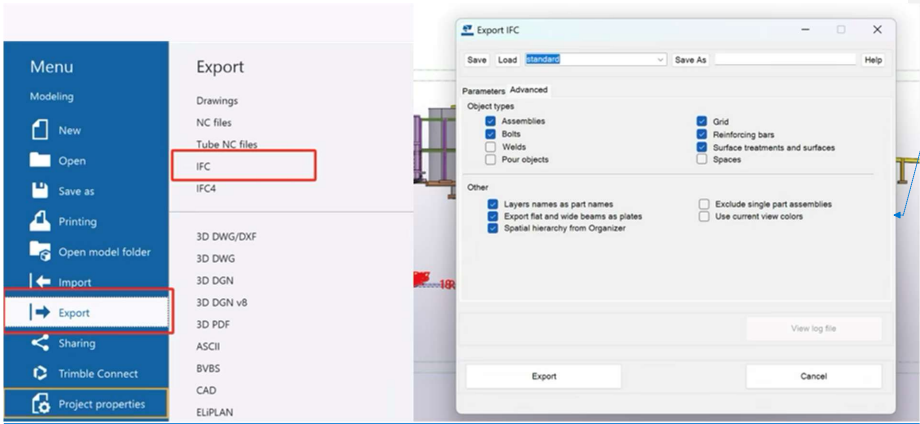 Menu
Modeling
New
Open
Save as
Printing
Open model folder
Import
Export
Sharing
Trimble Connect
Project properties
Export
Drawings
NC files
Tube NC files
IFC
IFC4
3D DWG/DXF
3D DWG
3D DGN
3D DGN v8
3D PDF
ASCII
BVBS
CAD
ELiPLAN
Export IFC
Save Load standard Save As Help
Parameters Advanced
Object types
Assemblies Grid
Bolts Reinforcing bars
Welds Surface treatments and surfaces
Pour objects Spaces
Other
Layers names as part names Exclude single part assemblies
Export flat and wide beams as plates Use current view colors
Spatial hierarchy from Organizer
View log file
Export Cancel